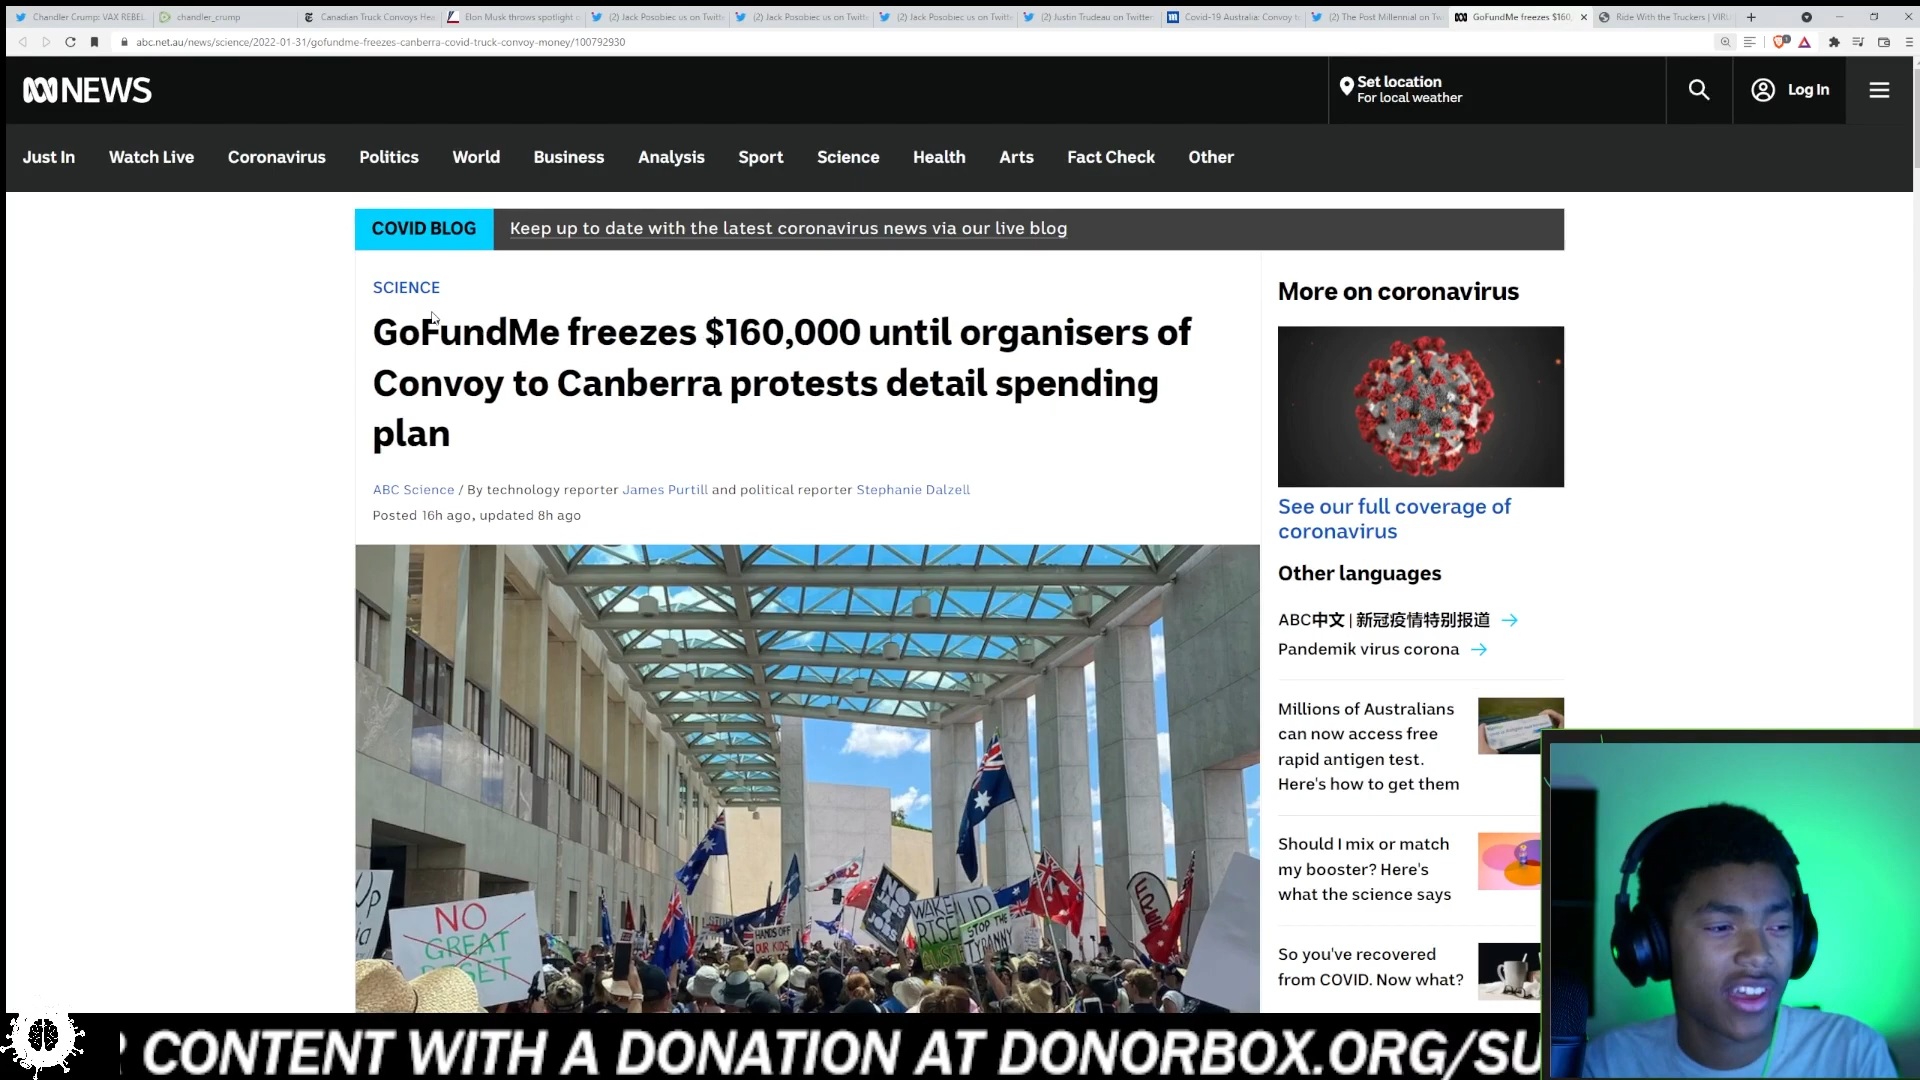 Chandler Crump: VAX REBEL
chandler_crump
Canadian Truck Convoys Hea
Elon Musk throws spotlight o
(2) Jack Posobiec us on Twitte
(2) Jack Posobiec us on Twitte
(2) Jack Posobiec us on Twitte
(2) Justin Trudeau on Twitter
Covid-19 Australia: Convoy to
(2) The Post Millennial on Tw
GoFundMe freezes $160,
Ride With the Truckers | VIRU
abc.net.au/news/science/2022-01-31/gofundme-freezes-canberra-covid-truck-convoy-money/100792930
NEWS
Set location
For local weather
Log In
Just In Watch Live Coronavirus Politics World Business Analysis Sport Science Health Arts Fact Check Other
COVID BLOG Keep up to date with the latest coronavirus news via our live blog
SCIENCE
GoFundMe freezes $160,000 until organisers of
Convoy to Canberra protests detail spending
plan
ABC Science / By technology reporter James Purtill and political reporter Stephanie Dalzell
Posted 16h ago, updated 8h ago
NO
GREAT
RESET
HANDS OFF
OUR KIDS
NO
JABS
JOBS
WAKE UP
RISE
STOP THE
TYRANNY
More on coronavirus
See our full coverage of
coronavirus
Other languages
ABC中文 | 新冠疫情特别报道
Pandemik virus corona
Millions of Australians
can now access free
rapid antigen test.
Here's how to get them
Should I mix or match
my booster? Here's
what the science says
So you've recovered
from COVID. Now what?
CONTENT WITH A DONATION AT DONORBOX.ORG/SU